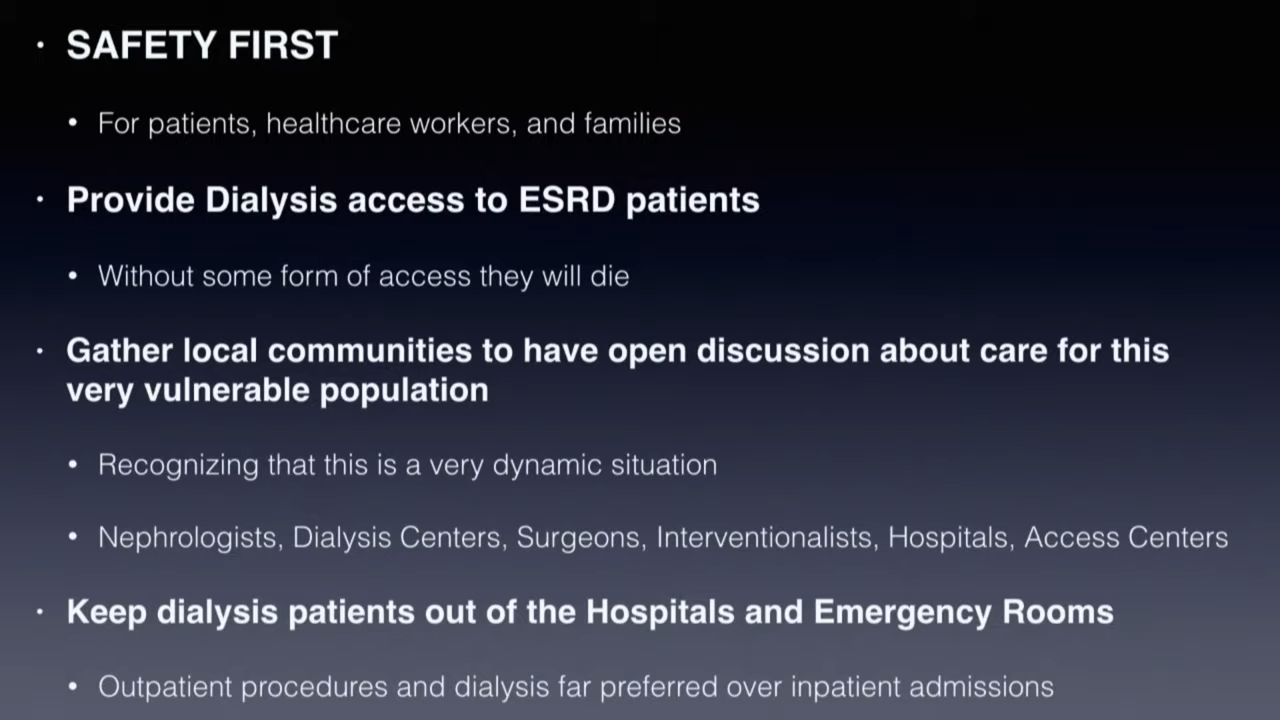 · SAFETY FIRST
• For patients, healthcare workers, and families
· Provide Dialysis access to ESRD patients
• Without some form of access they will die
· Gather local communities to have open discussion about care for this
very vulnerable population
• Recognizing that this is a very dynamic situation
• Nephrologists, Dialysis Centers, Surgeons, Interventionalists, Hospitals, Access Centers
· Keep dialysis patients out of the Hospitals and Emergency Rooms
• Outpatient procedures and dialysis far preferred over inpatient admissions